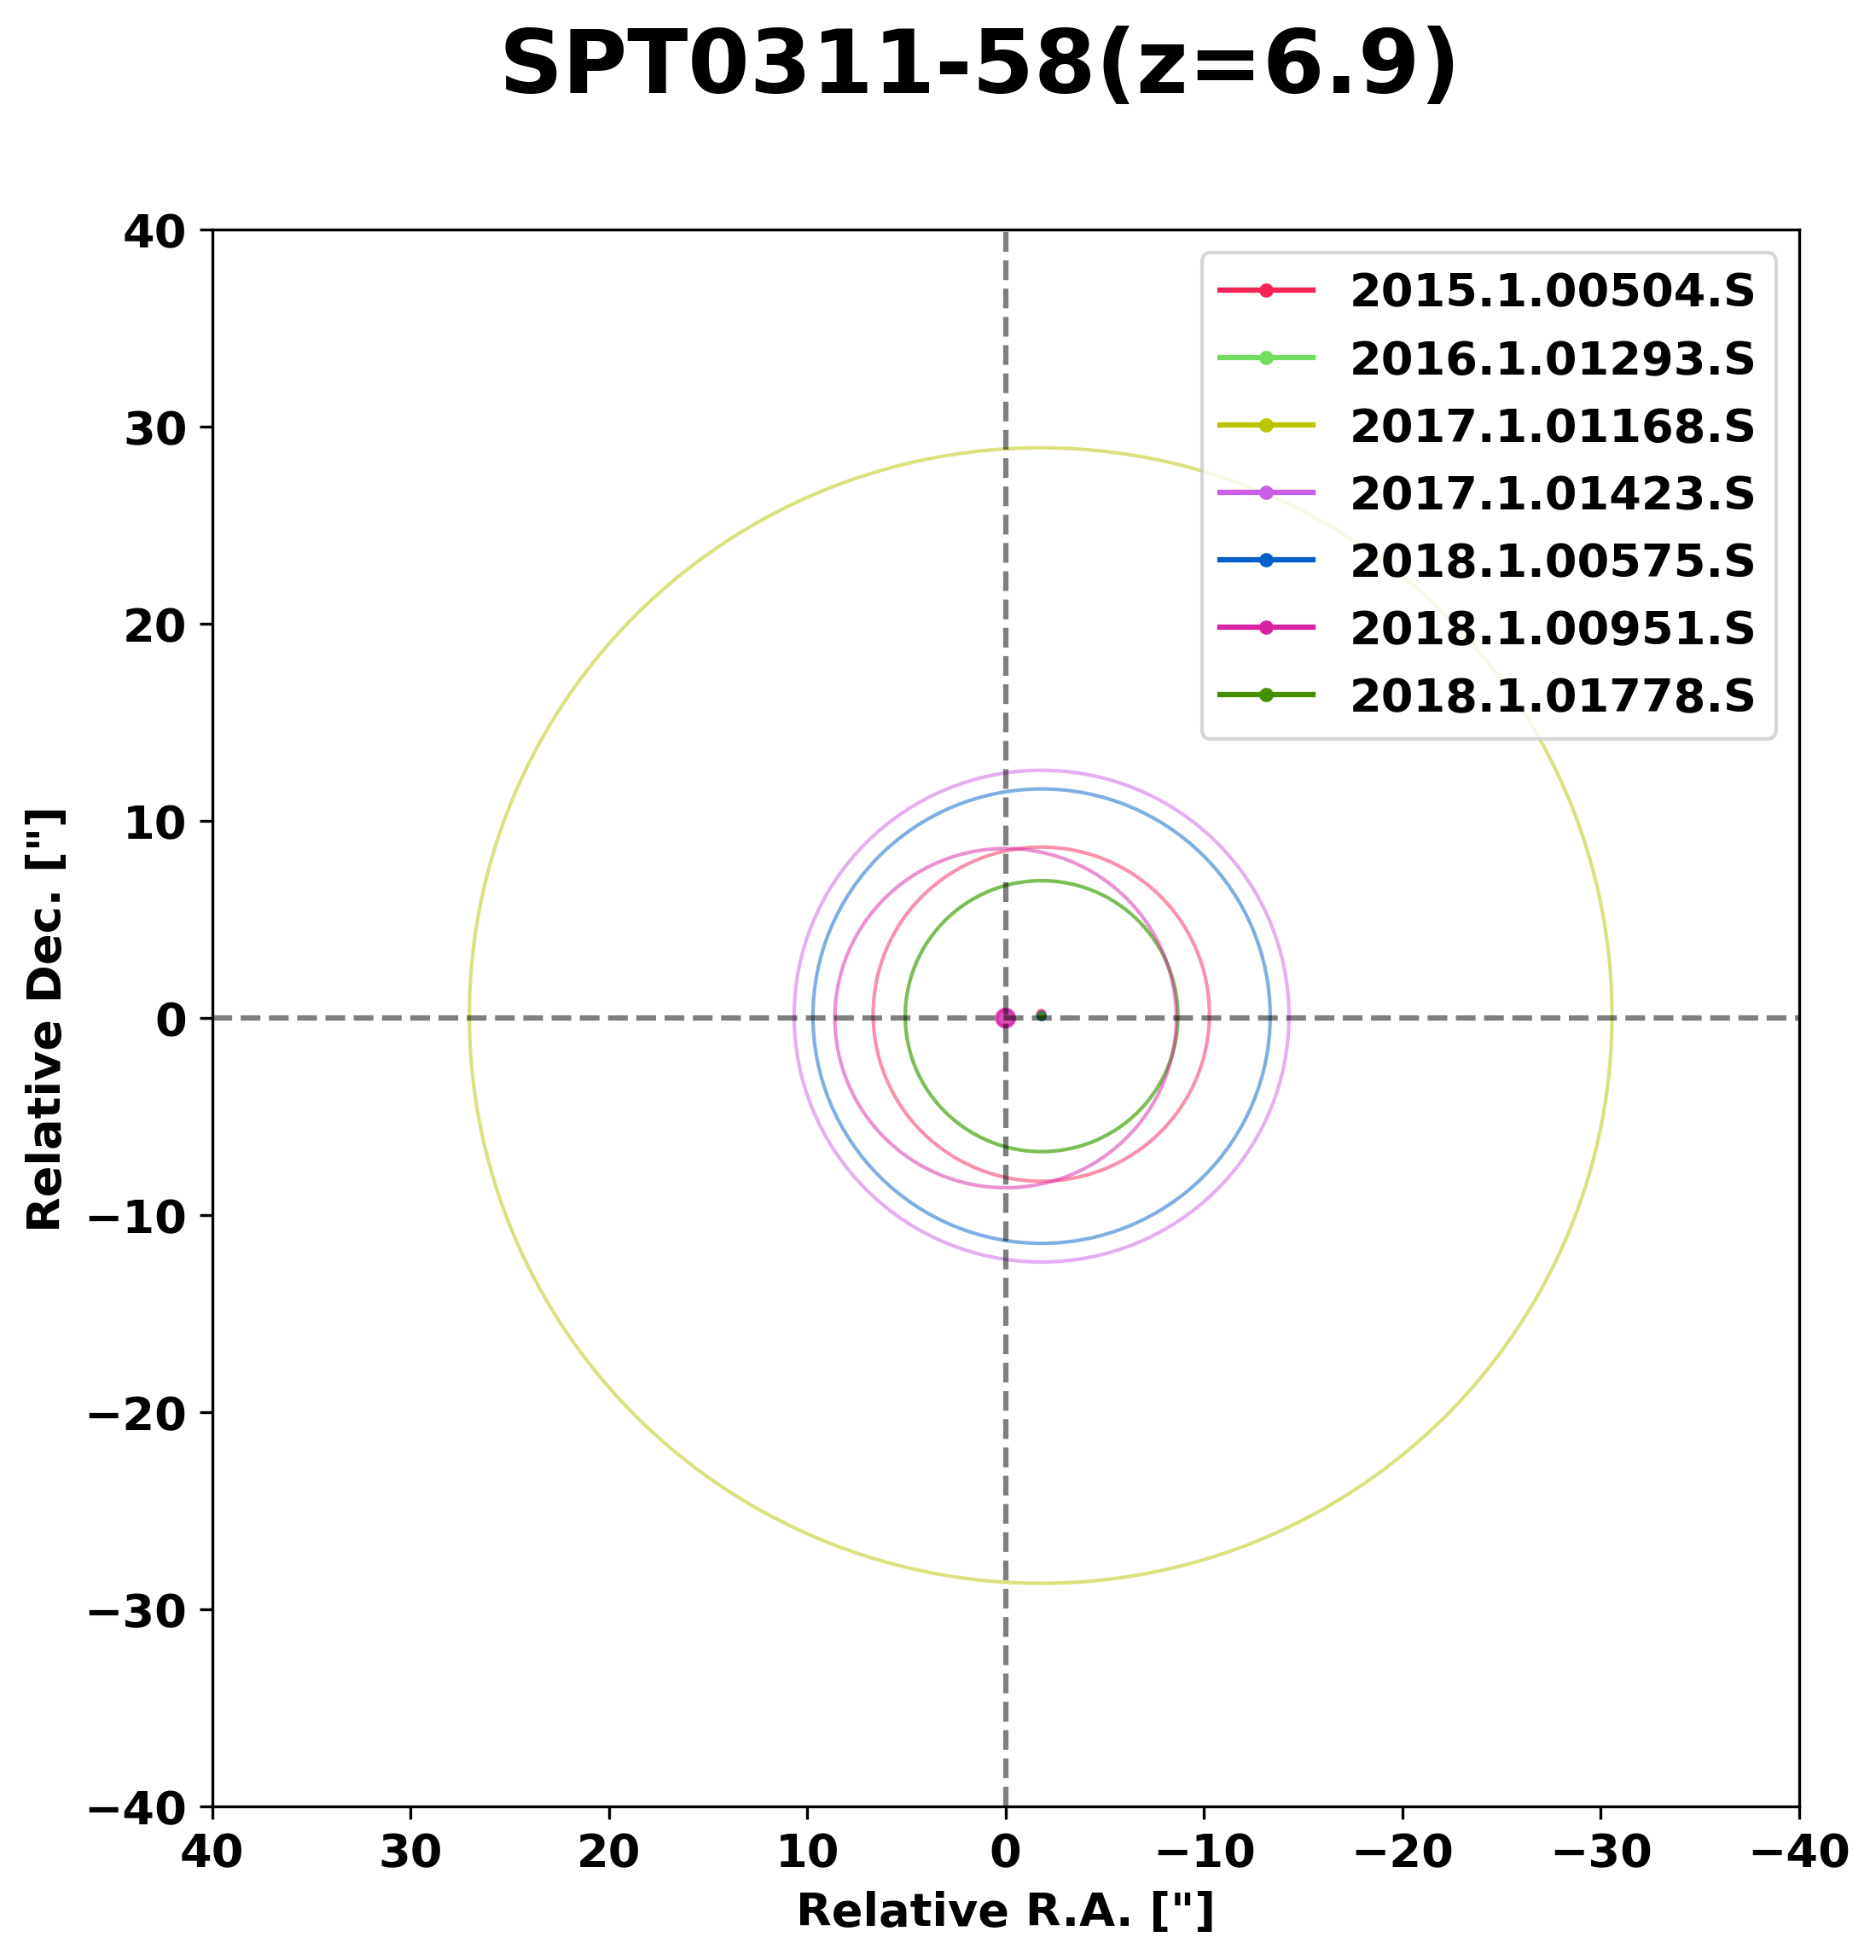 SPT0311-58(z=6.9)
2015.1.00504.S
2016.1.01293.S
2017.1.01168.S
2017.1.01423.S
2018.1.00575.S
2018.1.00951.S
2018.1.01778.S
40
30
20
10
0
−10
−20
−30
−40
Relative Dec. ["]
40 30 20 10 0 −10 −20 −30 −40
Relative R.A. ["]